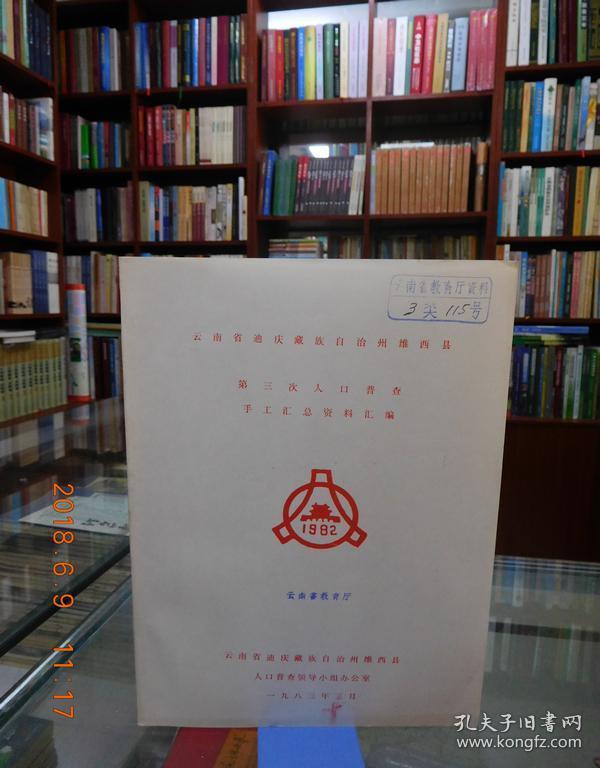 云南省教育厅资料
3类 115号
云南省迪庆藏族自治州维西县
第三次人口普查
手工汇总资料汇编
1982
云南省教育厅
云南省迪庆藏族自治州维西县
人口普查领导小组办公室
一九八三年三月
2018.6.9 11:17
孔夫子旧书网
www.kongfz.com